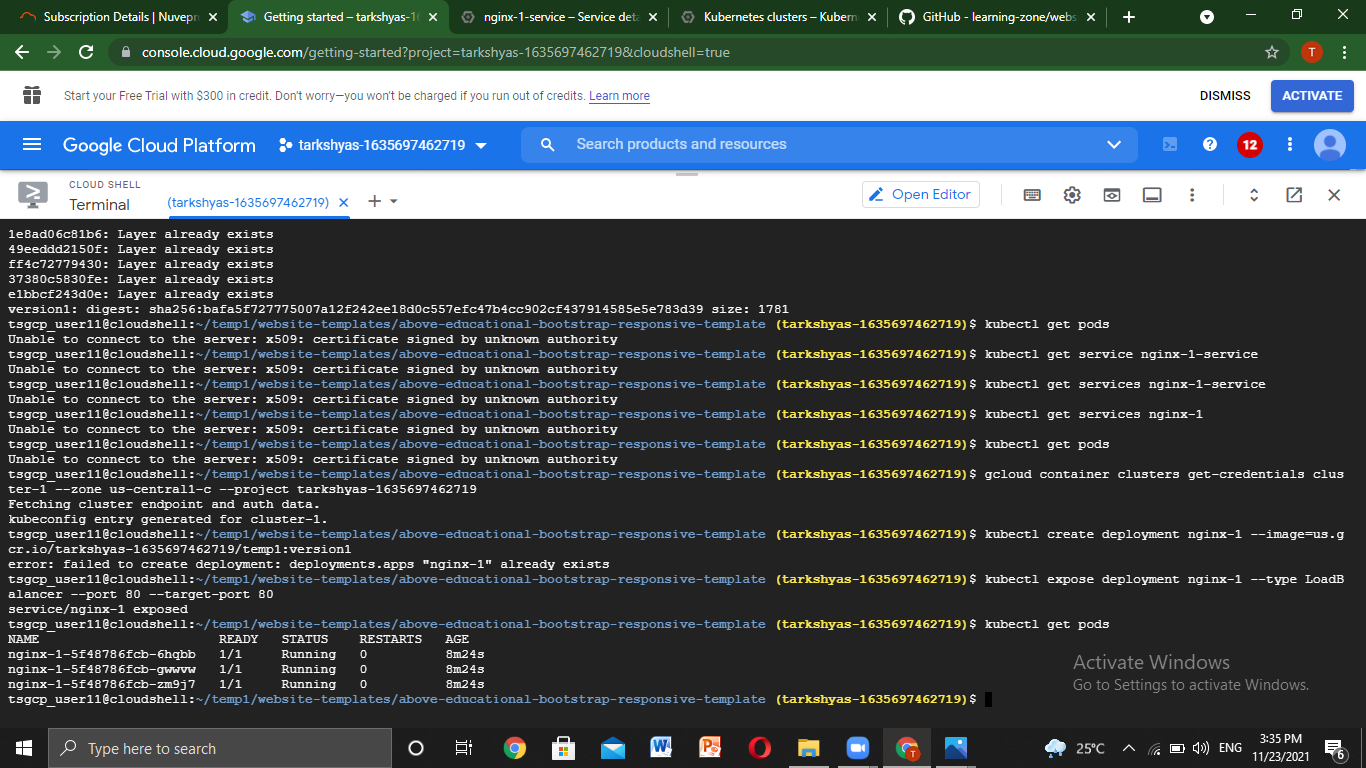 Subscription Details | Nuvepr
Getting started – tarkshyas-16
nginx-1-service – Service deta
Kubernetes clusters – Kubern
GitHub - learning-zone/webs
console.cloud.google.com/getting-started?project=tarkshyas-1635697462719&cloudshell=true
T
Start your Free Trial with $300 in credit. Don't worry—you won't be charged if you run out of credits. Learn more
DISMISS
ACTIVATE
Google Cloud Platform
tarkshyas-1635697462719
Search products and resources
12
CLOUD SHELL
Terminal
(tarkshyas-1635697462719)
Open Editor
1e8ad06c81b6: Layer already exists
49eeddd2150f: Layer already exists
ff4c72779430: Layer already exists
37380c5830fe: Layer already exists
e1bbcf243d0e: Layer already exists
version1: digest: sha256:bafa5f727775007a12f242ee18d0c557efc47b4cc902cf437914585e5e783d39 size: 1781
tsgcp_user11@cloudshell:~/temp1/website-templates/above-educational-bootstrap-responsive-template (tarkshyas-1635697462719)$ kubectl get pods
Unable to connect to the server: x509: certificate signed by unknown authority
tsgcp_user11@cloudshell:~/temp1/website-templates/above-educational-bootstrap-responsive-template (tarkshyas-1635697462719)$ kubectl get service nginx-1-service
Unable to connect to the server: x509: certificate signed by unknown authority
tsgcp_user11@cloudshell:~/temp1/website-templates/above-educational-bootstrap-responsive-template (tarkshyas-1635697462719)$ kubectl get services nginx-1-service
Unable to connect to the server: x509: certificate signed by unknown authority
tsgcp_user11@cloudshell:~/temp1/website-templates/above-educational-bootstrap-responsive-template (tarkshyas-1635697462719)$ kubectl get services nginx-1
Unable to connect to the server: x509: certificate signed by unknown authority
tsgcp_user11@cloudshell:~/temp1/website-templates/above-educational-bootstrap-responsive-template (tarkshyas-1635697462719)$ kubectl get pods
Unable to connect to the server: x509: certificate signed by unknown authority
tsgcp_user11@cloudshell:~/temp1/website-templates/above-educational-bootstrap-responsive-template (tarkshyas-1635697462719)$ gcloud container clusters get-credentials clus
ter-1 --zone us-central1-c --project tarkshyas-1635697462719
Fetching cluster endpoint and auth data.
kubeconfig entry generated for cluster-1.
tsgcp_user11@cloudshell:~/temp1/website-templates/above-educational-bootstrap-responsive-template (tarkshyas-1635697462719)$ kubectl create deployment nginx-1 --image=us.g
cr.io/tarkshyas-1635697462719/temp1:version1
error: failed to create deployment: deployments.apps "nginx-1" already exists
tsgcp_user11@cloudshell:~/temp1/website-templates/above-educational-bootstrap-responsive-template (tarkshyas-1635697462719)$ kubectl expose deployment nginx-1 --type LoadB
alancer --port 80 --target-port 80
service/nginx-1 exposed
tsgcp_user11@cloudshell:~/temp1/website-templates/above-educational-bootstrap-responsive-template (tarkshyas-1635697462719)$ kubectl get pods
NAME READY STATUS RESTARTS AGE
nginx-1-5f48786fcb-6hqbb 1/1 Running 0 8m24s
nginx-1-5f48786fcb-gwwvw 1/1 Running 0 8m24s
nginx-1-5f48786fcb-zm9j7 1/1 Running 0 8m24s
tsgcp_user11@cloudshell:~/temp1/website-templates/above-educational-bootstrap-responsive-template (tarkshyas-1635697462719)$
Activate Windows
Go to Settings to activate Windows.
Type here to search
25°C
ENG
3:35 PM
11/23/2021
6